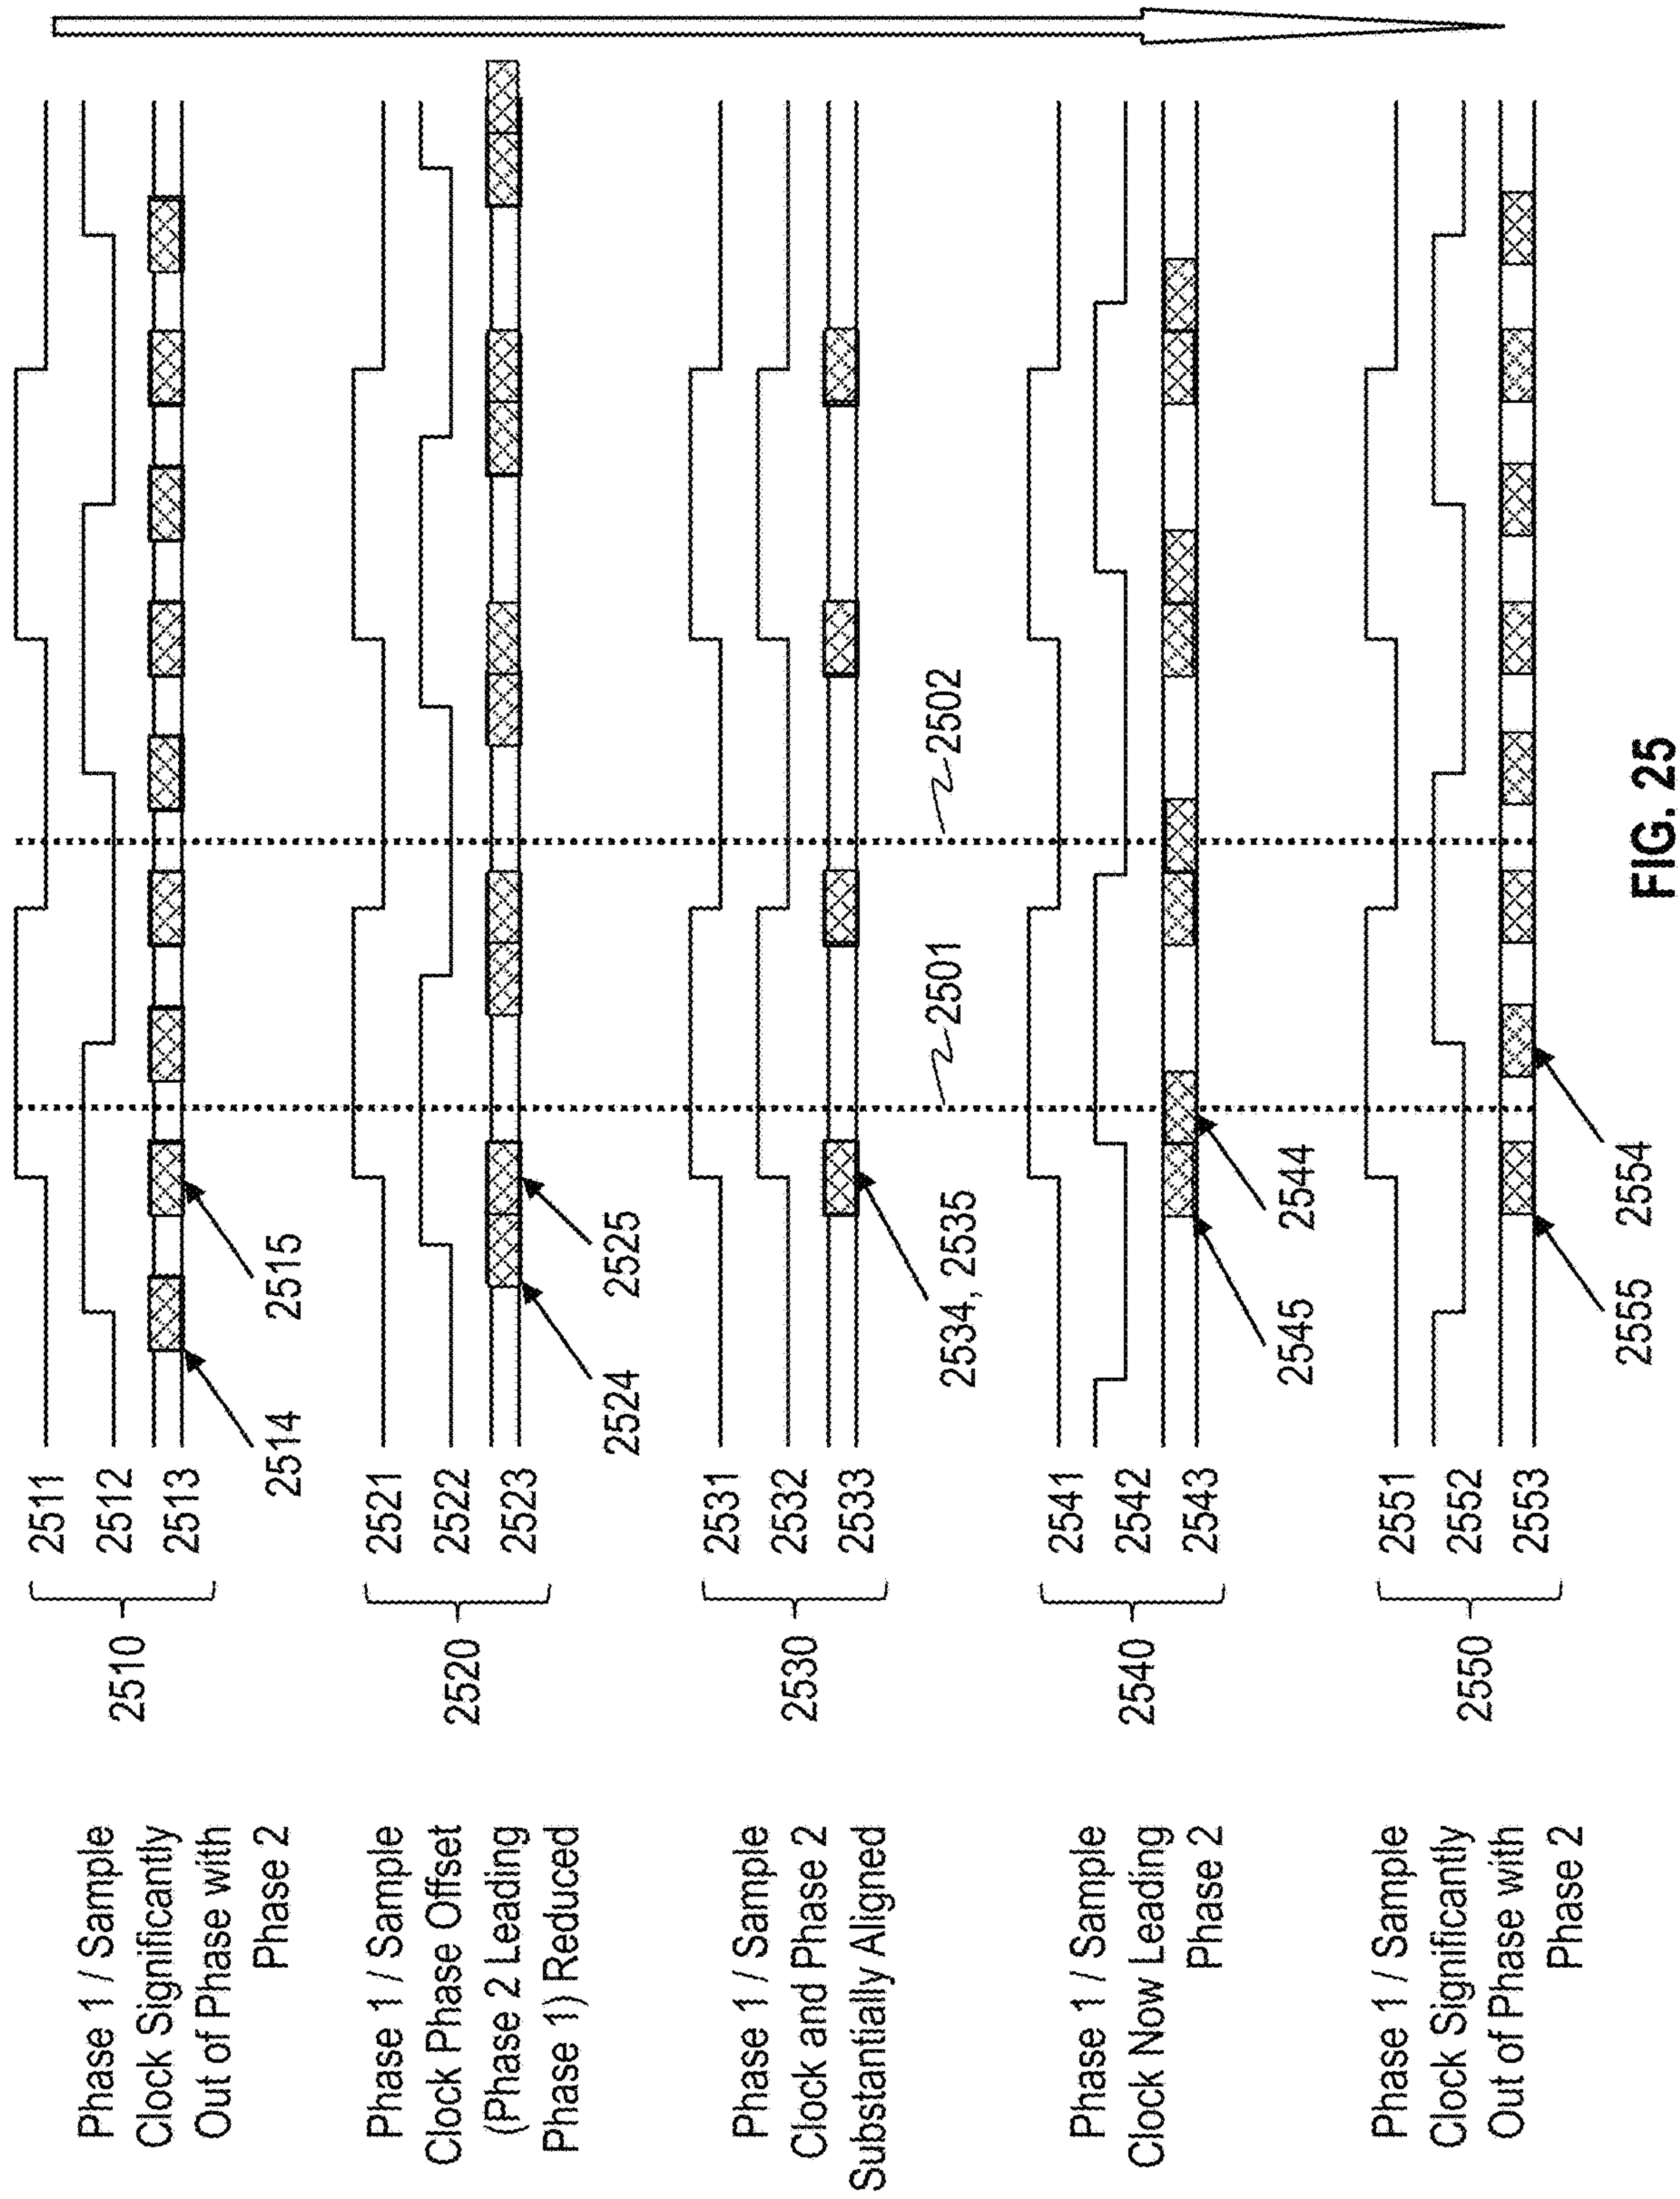 Phase 1 / Sample
Clock Significantly
Out of Phase with
Phase 2
2510
2511
2512
2513
2514
2515
Phase 1 / Sample
Clock Phase Offset
(Phase 2 Leading
Phase 1) Reduced
2520
2521
2522
2523
2524
2525
Phase 1 / Sample
Clock and Phase 2
Substantially Aligned
2530
2531
2532
2533
2534, 2535
2501
2502
Phase 1 / Sample
Clock Now Leading
Phase 2
2540
2541
2542
2543
2545
2544
Phase 1 / Sample
Clock Significantly
Out of Phase with
Phase 2
2550
2551
2552
2553
2555
2554
FIG. 25